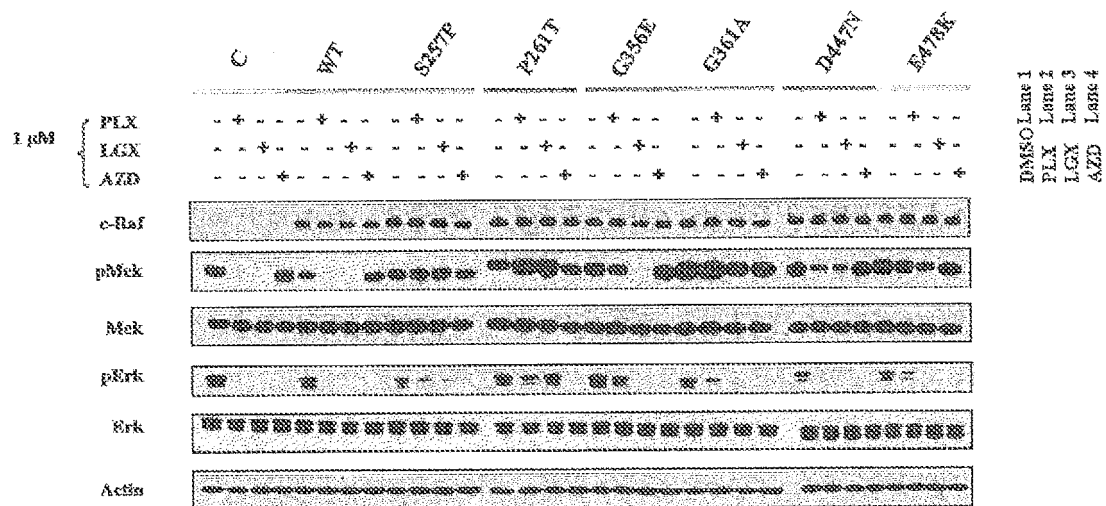 C WT S257P P261T G356E G361A D447N E478K
1 µM
PLX - + - - - + - - - + - - - + - - - + - - - + - - - + - - - + - -
LGX - - + - - - + - - - + - - - + - - - + - - - + - - - + - - - + -
AZD - - - + - - - + - - - + - - - + - - - + - - - + - - - + - - - +
c-Raf
pMek
Mek
pErk
Erk
Actin
DMSO Lane 1
PLX Lane 2
LGX Lane 3
AZD Lane 4